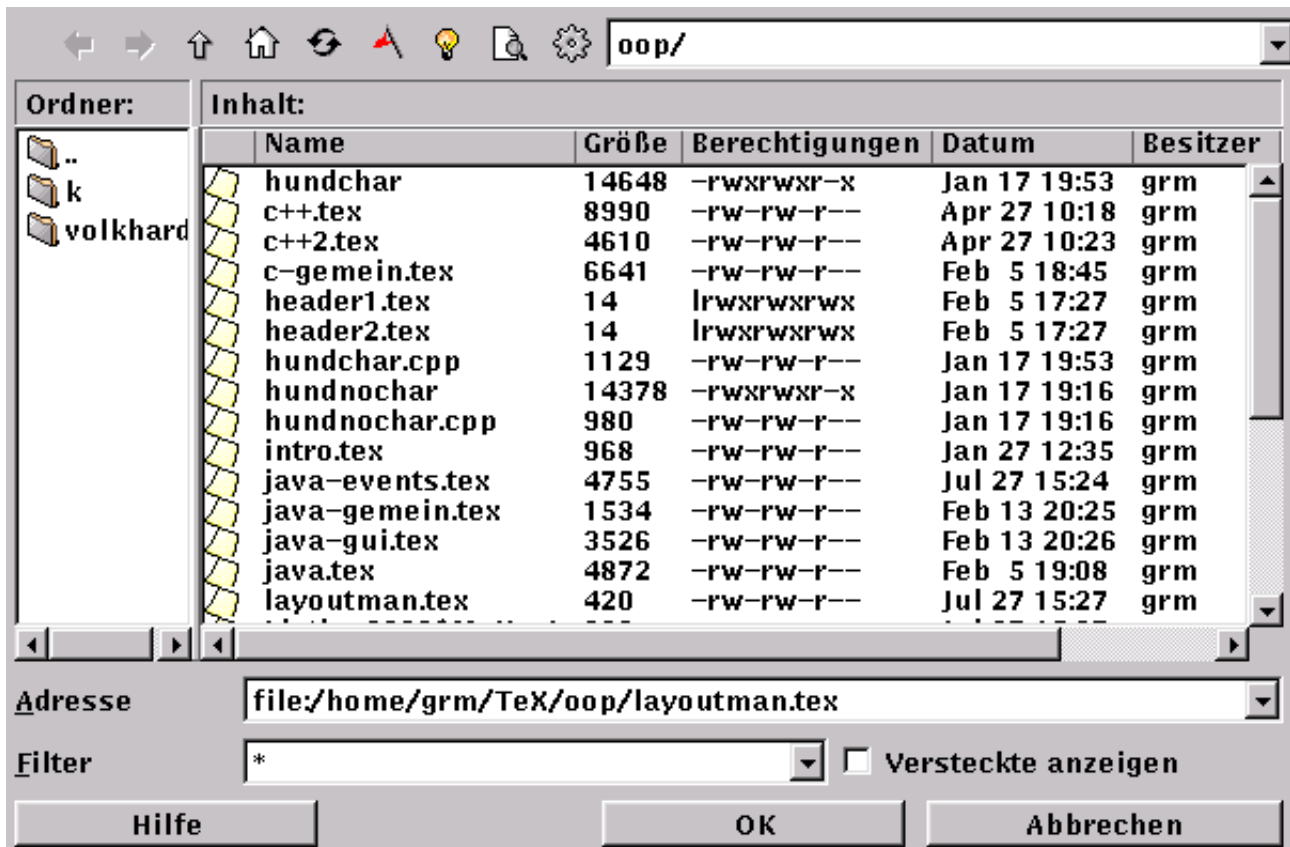 oop/
Ordner: Inhalt:
Name Größe Berechtigungen Datum Besitzer
..
k
volkhard
hundchar 14648 -rwxrwxr-x Jan 17 19:53 grm
c++.tex 8990 -rw-rw-r-- Apr 27 10:18 grm
c++2.tex 4610 -rw-rw-r-- Apr 27 10:23 grm
c-gemein.tex 6641 -rw-rw-r-- Feb 5 18:45 grm
header1.tex 14 lrwxrwxrwx Feb 5 17:27 grm
header2.tex 14 lrwxrwxrwx Feb 5 17:27 grm
hundchar.cpp 1129 -rw-rw-r-- Jan 17 19:53 grm
hundnochar 14378 -rwxrwxr-x Jan 17 19:16 grm
hundnochar.cpp 980 -rw-rw-r-- Jan 17 19:16 grm
intro.tex 968 -rw-rw-r-- Jan 27 12:35 grm
java-events.tex 4755 -rw-rw-r-- Jul 27 15:24 grm
java-gemein.tex 1534 -rw-rw-r-- Feb 13 20:25 grm
java-gui.tex 3526 -rw-rw-r-- Feb 13 20:26 grm
java.tex 4872 -rw-rw-r-- Feb 5 19:08 grm
layoutman.tex 420 -rw-rw-r-- Jul 27 15:27 grm
Adresse file:/home/grm/TeX/oop/layoutman.tex
Filter * Versteckte anzeigen
Hilfe OK Abbrechen